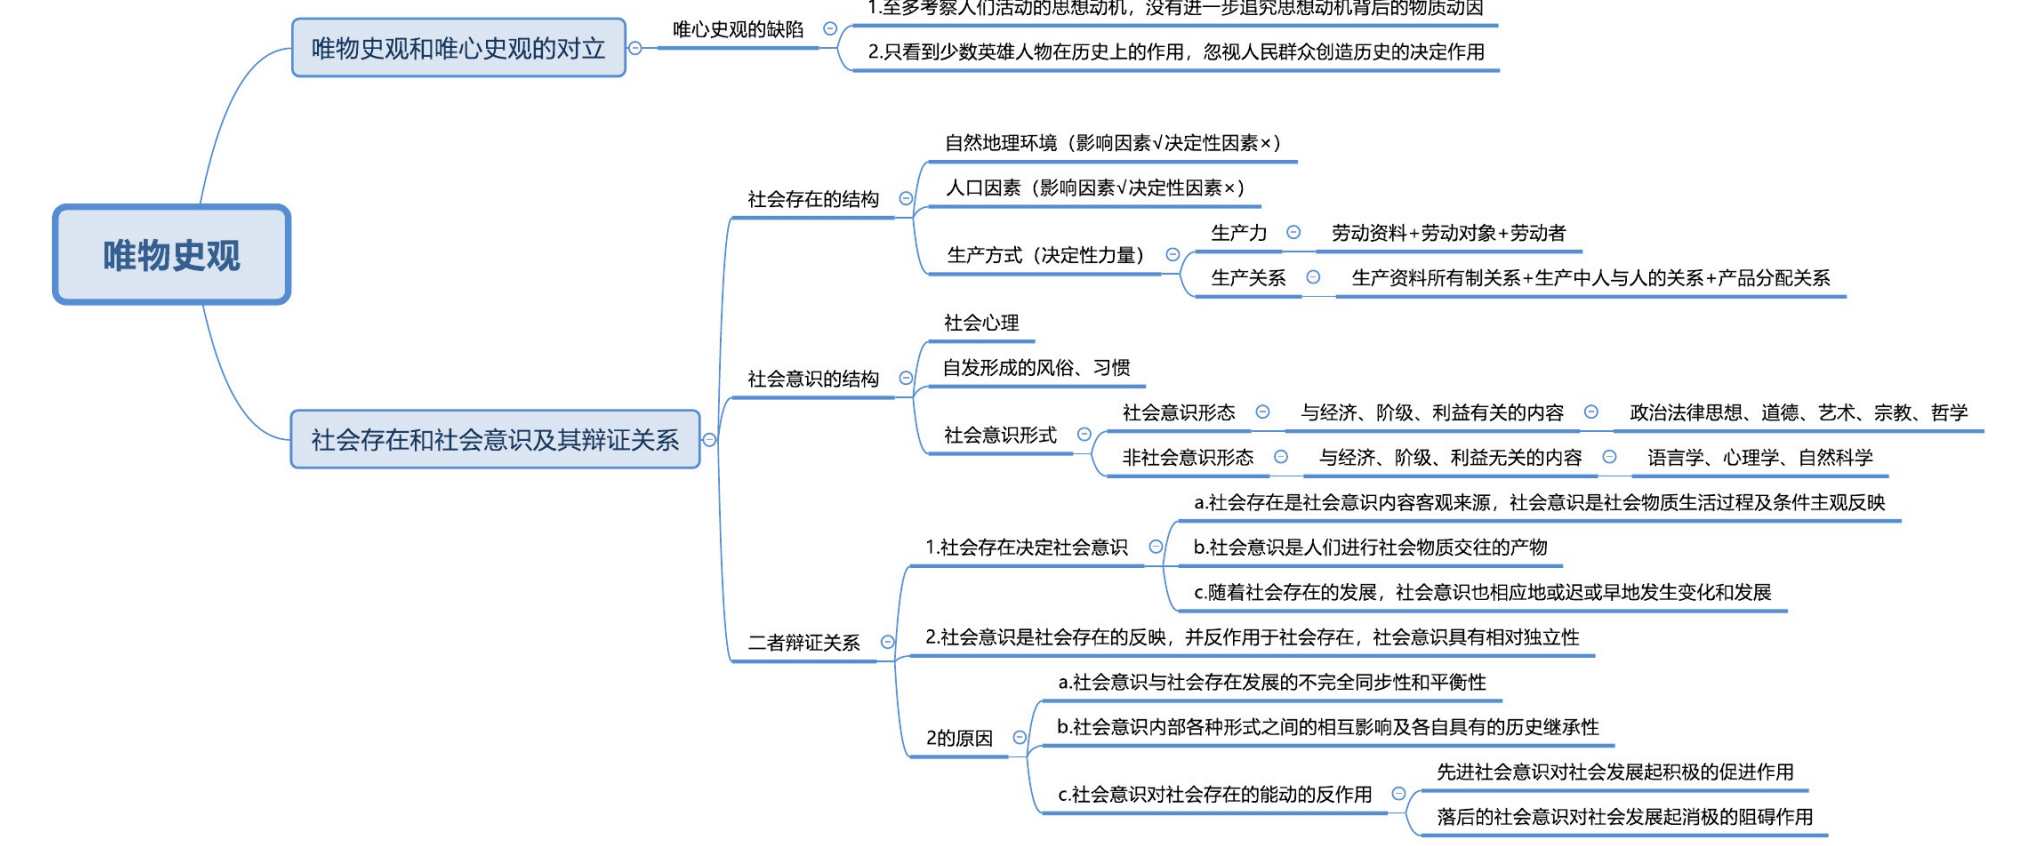 唯物史观
唯物史观和唯心史观的对立
唯心史观的缺陷
1.至多考察人们活动的思想动机，没有进一步追究思想动机背后的物质动因
2.只看到少数英雄人物在历史上的作用，忽视人民群众创造历史的决定作用
社会存在和社会意识及其辩证关系
社会存在的结构
自然地理环境（影响因素√决定性因素×）
人口因素（影响因素√决定性因素×）
生产方式（决定性力量）
生产力
劳动资料+劳动对象+劳动者
生产关系
生产资料所有制关系+生产中人与人的关系+产品分配关系
社会意识的结构
社会心理
自发形成的风俗、习惯
社会意识形式
社会意识形态
与经济、阶级、利益有关的内容
政治法律思想、道德、艺术、宗教、哲学
非社会意识形态
与经济、阶级、利益无关的内容
语言学、心理学、自然科学
二者辩证关系
1.社会存在决定社会意识
a.社会存在是社会意识内容客观来源，社会意识是社会物质生活过程及条件主观反映
b.社会意识是人们进行社会物质交往的产物
c.随着社会存在的发展，社会意识也相应地或迟或早地发生变化和发展
2.社会意识是社会存在的反映，并反作用于社会存在，社会意识具有相对独立性
2的原因
a.社会意识与社会存在发展的不完全同步性和平衡性
b.社会意识内部各种形式之间的相互影响及各自具有的历史继承性
c.社会意识对社会存在的能动的反作用
先进社会意识对社会发展起积极的促进作用
落后的社会意识对社会发展起消极的阻碍作用